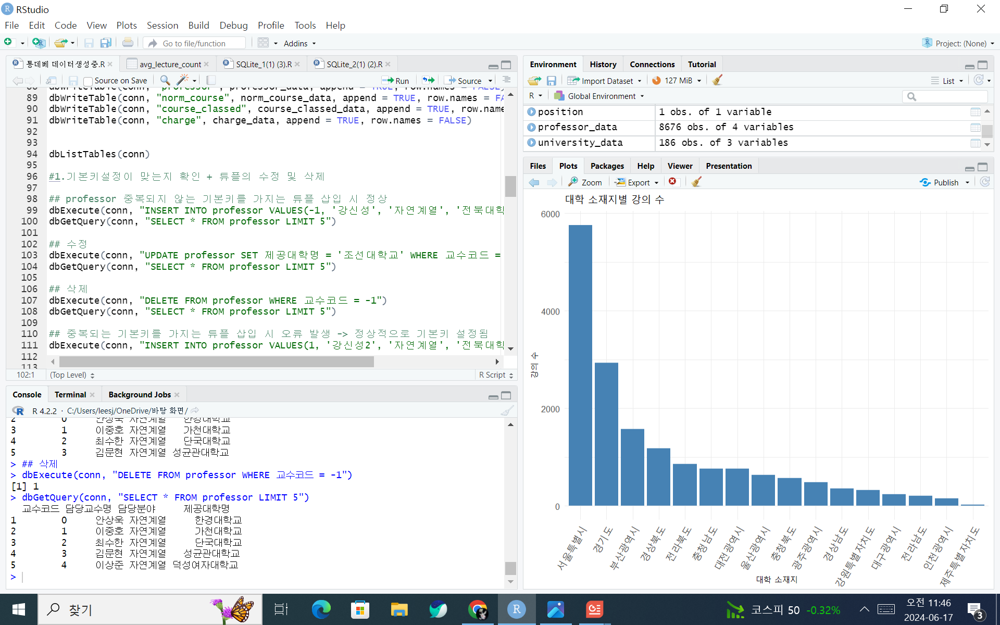 RStudio
File Edit Code View Plots Session Build Debug Profile Tools Help
Go to file/function
Addins
Project: (None)
통데베 데이터생성중.R
avg_lecture_count
SQLite_1(1) (3).R
SQLite_2(1) (2).R
Source on Save
Run
Source
88 dbWriteTable(conn, "professor", professor_data, append = TRUE, row.names = FALSE)
89 dbWriteTable(conn, "norm_course", norm_course_data, append = TRUE, row.names = FA
90 dbWriteTable(conn, "course_classed", course_classed_data, append = TRUE, row.name
91 dbWriteTable(conn, "charge", charge_data, append = TRUE, row.names = FALSE)
92
93
94 dbListTables(conn)
95
96 #1.기본키설정이 맞는지 확인 + 튜플의 수정 및 삭제
97
98 ## professor 중복되지 않는 기본키를 가지는 튜플 삽입 시 정상
99 dbExecute(conn, "INSERT INTO professor VALUES(-1, '강신성', '자연계열', '전북대학
100 dbGetQuery(conn, "SELECT * FROM professor LIMIT 5")
101
102 ## 수정
103 dbExecute(conn, "UPDATE professor SET 제공대학명 = '조선대학교' WHERE 교수코드 =
104 dbGetQuery(conn, "SELECT * FROM professor LIMIT 5")
105
106 ## 삭제
107 dbExecute(conn, "DELETE FROM professor WHERE 교수코드 = -1")
108 dbGetQuery(conn, "SELECT * FROM professor LIMIT 5")
109
110 ## 중복되는 기본키를 가지는 튜플 삽입 시 오류 발생 -> 정상적으로 기본키 설정됨
111 dbExecute(conn, "INSERT INTO professor VALUES(1, '강신성2', '자연계열', '전북대학
112
113
102:1 (Top Level) R Script
Console Terminal Background Jobs
R 4.2.2 · C:/Users/leesj/OneDrive/바탕 화면/
2 0 안상욱 자연계열 한경대학교
3 1 이중호 자연계열 가천대학교
4 2 최수한 자연계열 단국대학교
5 3 김문현 자연계열 성균관대학교
> ## 삭제
> dbExecute(conn, "DELETE FROM professor WHERE 교수코드 = -1")
[1] 1
> dbGetQuery(conn, "SELECT * FROM professor LIMIT 5")
교수코드 담당교수명 담당분야 제공대학명
1 0 안상욱 자연계열 한경대학교
2 1 이중호 자연계열 가천대학교
3 2 최수한 자연계열 단국대학교
4 3 김문현 자연계열 성균관대학교
5 4 이상준 자연계열 덕성여자대학교
>
Environment History Connections Tutorial
Import Dataset 127 MiB List
R Global Environment
position 1 obs. of 1 variable
professor_data 8676 obs. of 4 variables
university_data 186 obs. of 3 variables
Files Plots Packages Help Viewer Presentation
Zoom Export Publish
대학 소재지별 강의 수
6000
4000
2000
0
강의 수
서울특별시
경기도
부산광역시
경상북도
전라북도
충청남도
대전광역시
울산광역시
충청북도
광주광역시
경상남도
강원특별자치도
대구광역시
전라남도
인천광역시
제주특별자치도
대학 소재지
찾기
코스피 50 -0.32%
오전 11:46
2024-06-17
3